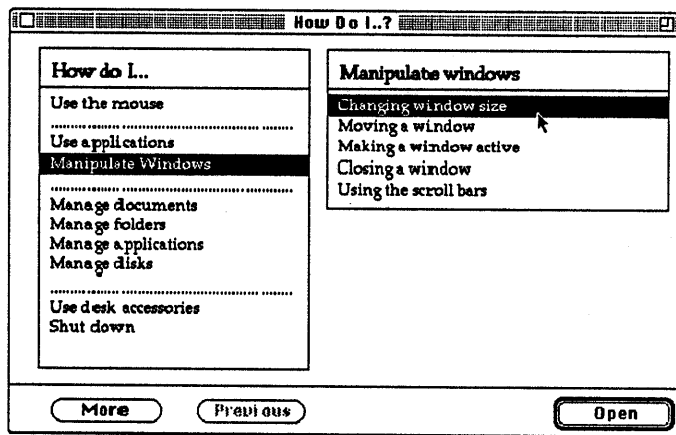 How Do I..?
How do I...
Use the mouse
Use applications
Manipulate Windows
Manage documents
Manage folders
Manage applications
Manage disks
Use desk accessories
Shut down
Manipulate windows
Changing window size
Moving a window
Making a window active
Closing a window
Using the scroll bars
More
Previous
Open